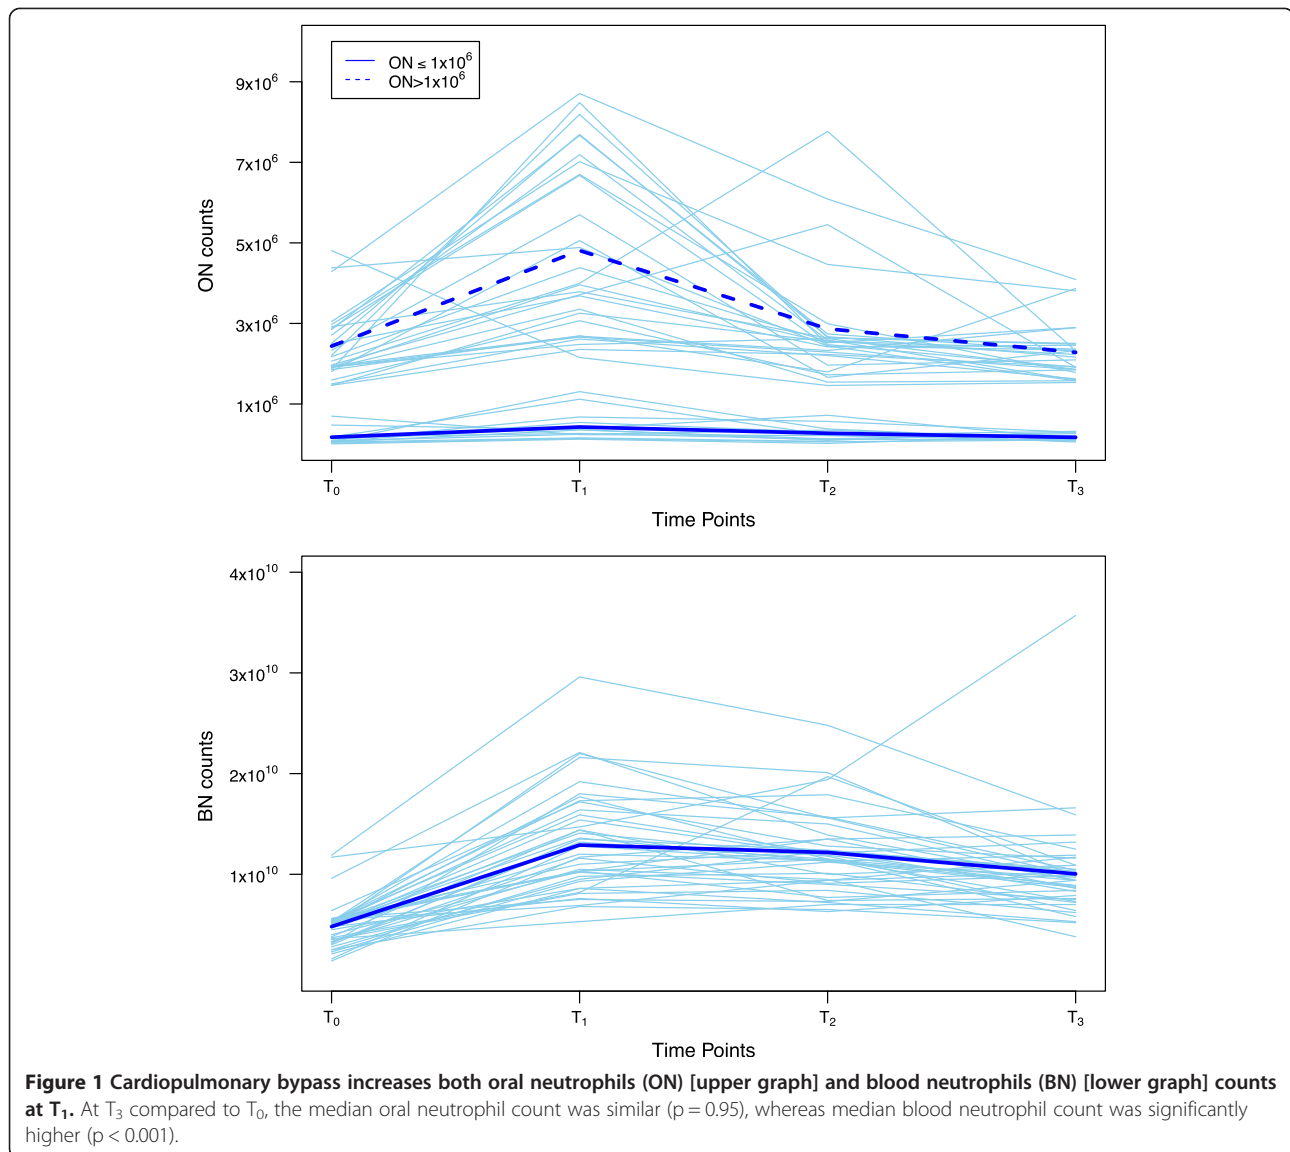 ON ≤ 1x10⁶
ON>1x10⁶
9x10⁶
7x10⁶
5x10⁶
3x10⁶
1x10⁶
ON counts
T₀ T₁ T₂ T₃
Time Points
4x10¹⁰
3x10¹⁰
2x10¹⁰
1x10¹⁰
BN counts
T₀ T₁ T₂ T₃
Time Points
Figure 1 Cardiopulmonary bypass increases both oral neutrophils (ON) [upper graph] and blood neutrophils (BN) [lower graph] counts
at T₁. At T₃ compared to T₀, the median oral neutrophil count was similar (p = 0.95), whereas median blood neutrophil count was significantly
higher (p < 0.001).